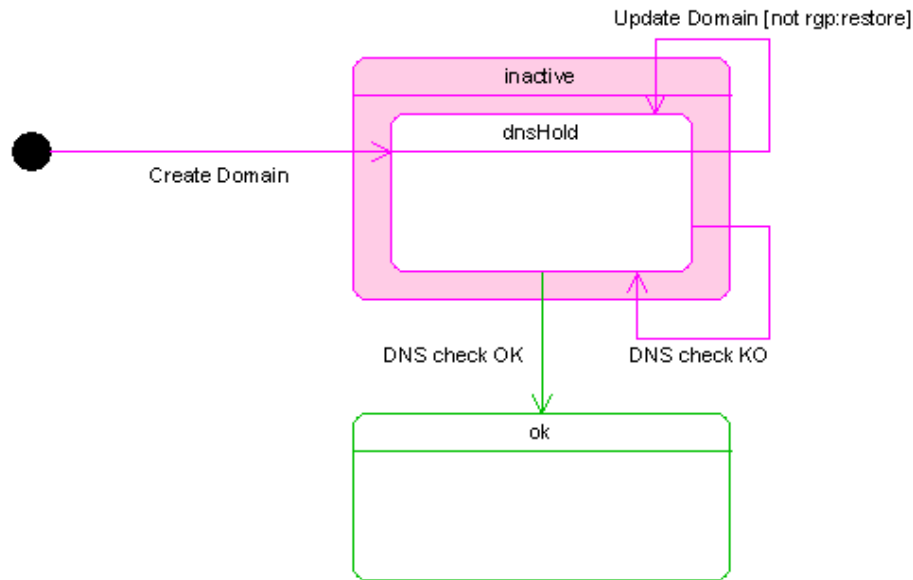 Update Domain [not rgp:restore]
inactive
dnsHold
Create Domain
DNS check OK
DNS check KO
ok